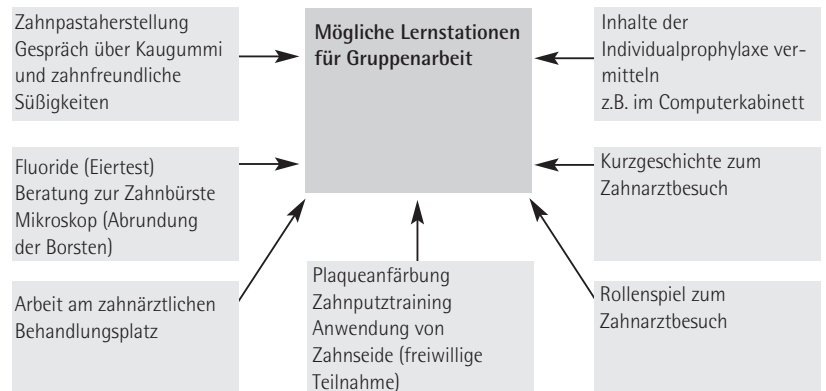 Zahnpastaherstellung
Gespräch über Kaugummi
und zahnfreundliche
Süßigkeiten
Fluoride (Eiertest)
Beratung zur Zahnbürste
Mikroskop (Abrundung
der Borsten)
Arbeit am zahnärztlichen
Behandlungsplatz
Mögliche Lernstationen
für Gruppenarbeit
Plaqueanfärbung
Zahnputztraining
Anwendung von
Zahnseide (freiwillige
Teilnahme)
Inhalte der
Individualprophylaxe ver-
mitteln
z.B. im Computerkabinett
Kurzgeschichte zum
Zahnarztbesuch
Rollenspiel zum
Zahnarztbesuch